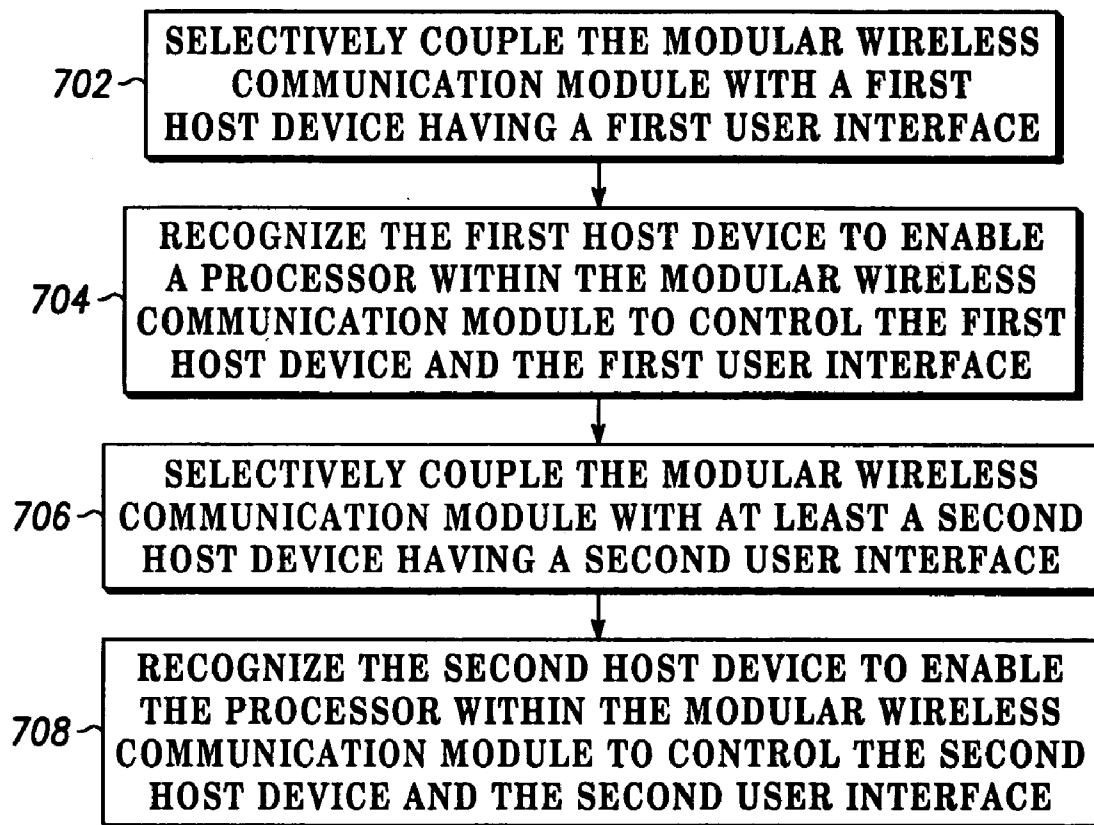 SELECTIVELY COUPLE THE MODULAR WIRELESS
702
COMMUNICATION MODULE WITH A FIRST
HOST DEVICE HAVING A FIRST USER INTERFACE
RECOGNIZE THE FIRST HOST DEVICE TO ENABLE
A PROCESSOR WITHIN THE MODULAR WIRELESS
704
COMMUNICATION MODULE TO CONTROL THE FIRST
HOST DEVICE AND THE FIRST USER INTERFACE
SELECTIVELY COUPLE THE MODULAR WIRELESS
706
COMMUNICATION MODULE WITH AT LEAST A SECOND
HOST DEVICE HAVING A SECOND USER INTERFACE
RECOGNIZE THE SECOND HOST DEVICE TO ENABLE
THE PROCESSOR WITHIN THE MODULAR WIRELESS
708
COMMUNICATION MODULE TO CONTROL THE SECOND
HOST DEVICE AND THE SECOND USER INTERFACE